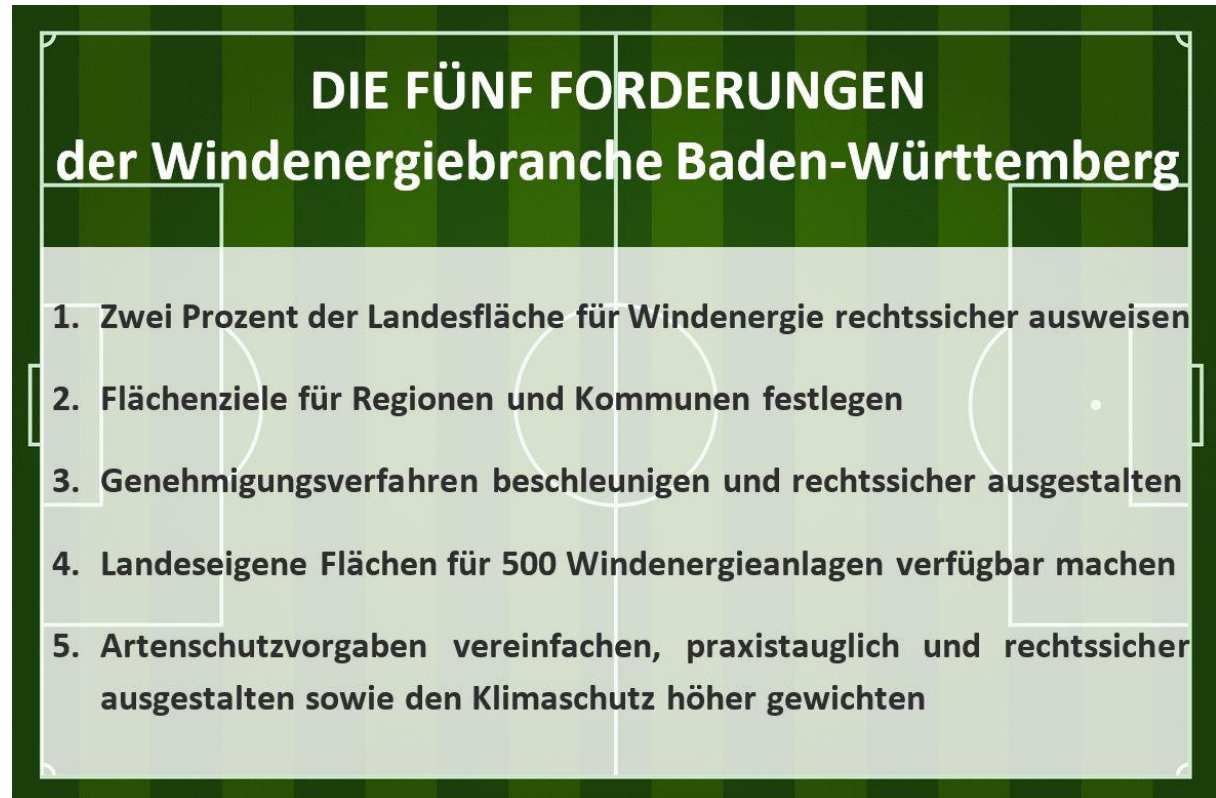 DIE FÜNF FORDERUNGEN
der Windenergiebranche Baden-Württemberg
1. Zwei Prozent der Landesfläche für Windenergie rechtssicher ausweisen
2. Flächenziele für Regionen und Kommunen festlegen
3. Genehmigungsverfahren beschleunigen und rechtssicher ausgestalten
4. Landeseigene Flächen für 500 Windenergieanlagen verfügbar machen
5. Artenschutzvorgaben vereinfachen, praxistauglich und rechtssicher
ausgestalten sowie den Klimaschutz höher gewichten